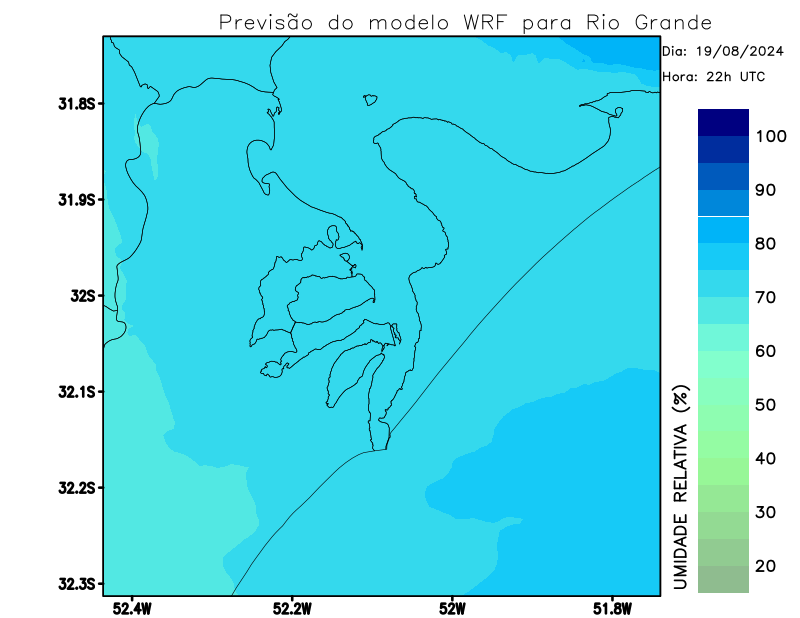 Previsão do modelo WRF para Rio Grande
Dia: 19/08/2024
Hora: 22h UTC
31.8S
31.9S
32S
32.1S
32.2S
32.3S
52.4W
52.2W
52W
51.8W
100
90
80
70
60
50
40
30
20
UMIDADE RELATIVA (%)